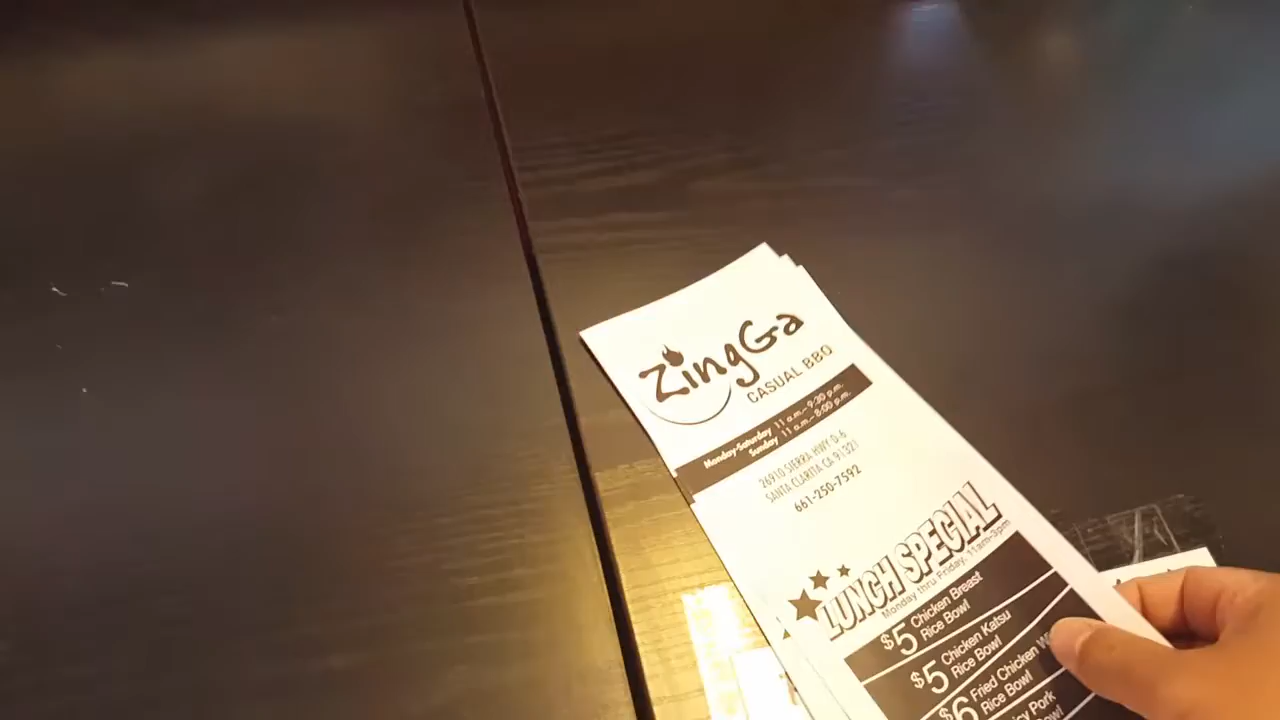 ZingGa
CASUAL BBQ
Monday-Saturday 11 a.m.- 9:30 p.m.
Sunday 11 a.m.- 8:00 p.m.
26910 SIERRA HWY D-6
SANTA CLARITA CA 91321
661-250-7592
LUNCH SPECIAL
Monday thru Friday, 11am-3pm
$5 Chicken Breast
Rice Bowl
$5 Chicken Katsu
Rice Bowl
$6 Fried Chicken
Rice Bowl
Pork